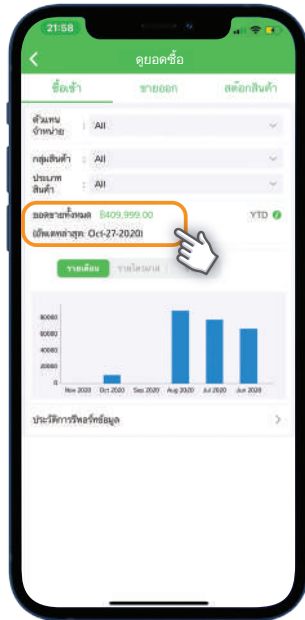 21:58
ดูยอดซื้อ
ซื้อเข้า ขายออก สต๊อกสินค้า
ตัวแทน
จำหน่าย : All
กลุ่มสินค้า : All
ประเภท
สินค้า : All
ยอดขายทั้งหมด ฿409,999.00 YTD
(อัพเดทล่าสุด: Oct-27-2020)
รายเดือน รายไตรมาส
80000
60000
40000
20000
0
Nov 2020 Oct 2020 Sep 2020 Aug 2020 Jul 2020 Jun 2020
ประวัติการรีพอร์ทข้อมูล